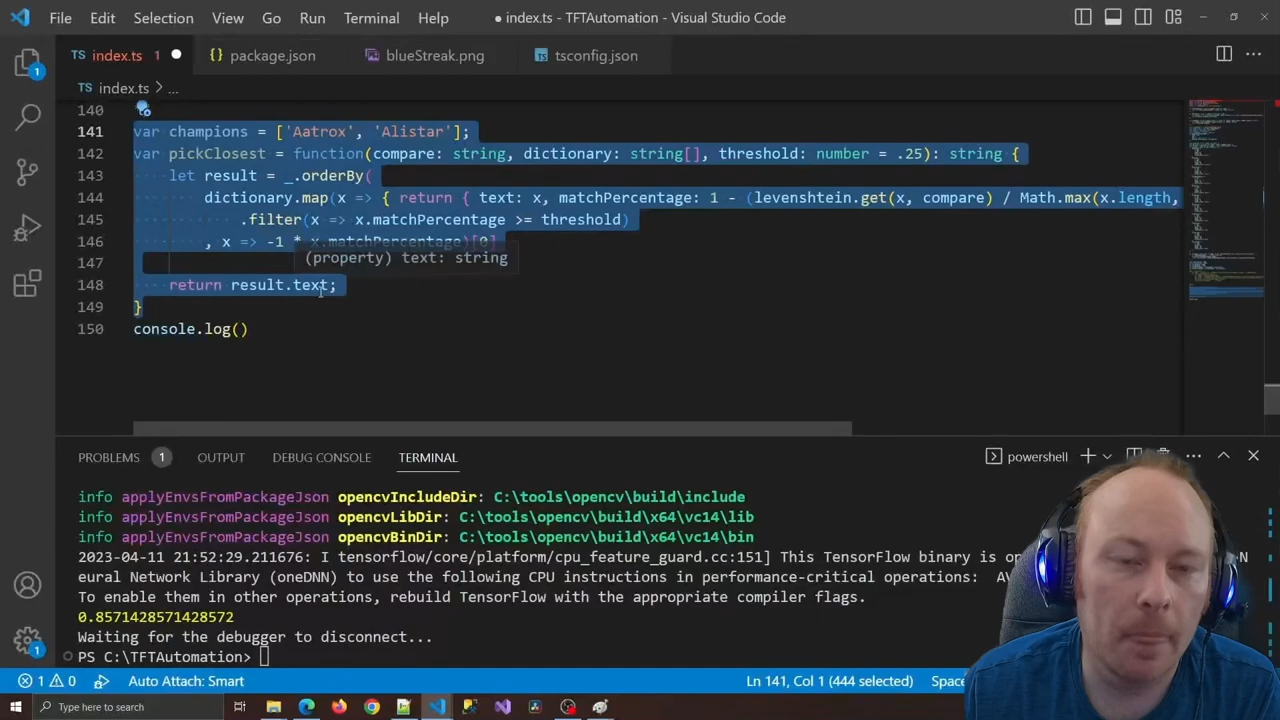 File Edit Selection View Go Run Terminal Help ● index.ts - TFTAutomation - Visual Studio Code
TS index.ts 1 ● {} package.json blueStreak.png tsconfig.json
TS index.ts > ...
140
141 var champions = ['Aatrox', 'Alistar'];
142 var pickClosest = function(compare: string, dictionary: string[], threshold: number = .25): string {
143 let result = _.orderBy(
144 dictionary.map(x => { return { text: x, matchPercentage: 1 - (levenshtein.get(x, compare) / Math.max(x.length,
145 .filter(x => x.matchPercentage >= threshold)
146 , x => -1 * x.matchPercentage)[0]
147 (property) text: string
148 return result.text;
149 }
150 console.log()
PROBLEMS 1 OUTPUT DEBUG CONSOLE TERMINAL powershell
info applyEnvsFromPackageJson opencvIncludeDir: C:\tools\opencv\build\include
info applyEnvsFromPackageJson opencvLibDir: C:\tools\opencv\build\x64\vc14\lib
info applyEnvsFromPackageJson opencvBinDir: C:\tools\opencv\build\x64\vc14\bin
2023-04-11 21:52:29.211676: I tensorflow/core/platform/cpu_feature_guard.cc:151] This TensorFlow binary is op N
eural Network Library (oneDNN) to use the following CPU instructions in performance-critical operations: AV
To enable them in other operations, rebuild TensorFlow with the appropriate compiler flags.
0.8571428571428572
Waiting for the debugger to disconnect...
PS C:\TFTAutomation>
1 0 Auto Attach: Smart Ln 141, Col 1 (444 selected) Spac
Type here to search
1
1